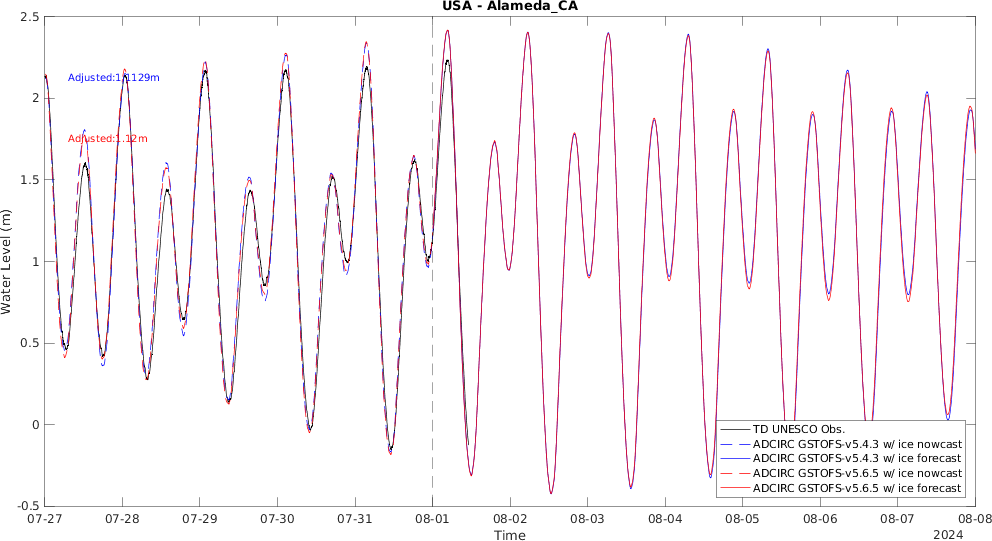 USA - Alameda_CA
2.5
2
1.5
1
0.5
0
-0.5
Water Level (m)
Adjusted:1.1129m
Adjusted:1.12m
TD UNESCO Obs.
ADCIRC GSTOFS-v5.4.3 w/ ice nowcast
ADCIRC GSTOFS-v5.4.3 w/ ice forecast
ADCIRC GSTOFS-v5.6.5 w/ ice nowcast
ADCIRC GSTOFS-v5.6.5 w/ ice forecast
07-27 07-28 07-29 07-30 07-31 08-01 08-02 08-03 08-04 08-05 08-06 08-07 08-08
Time
2024